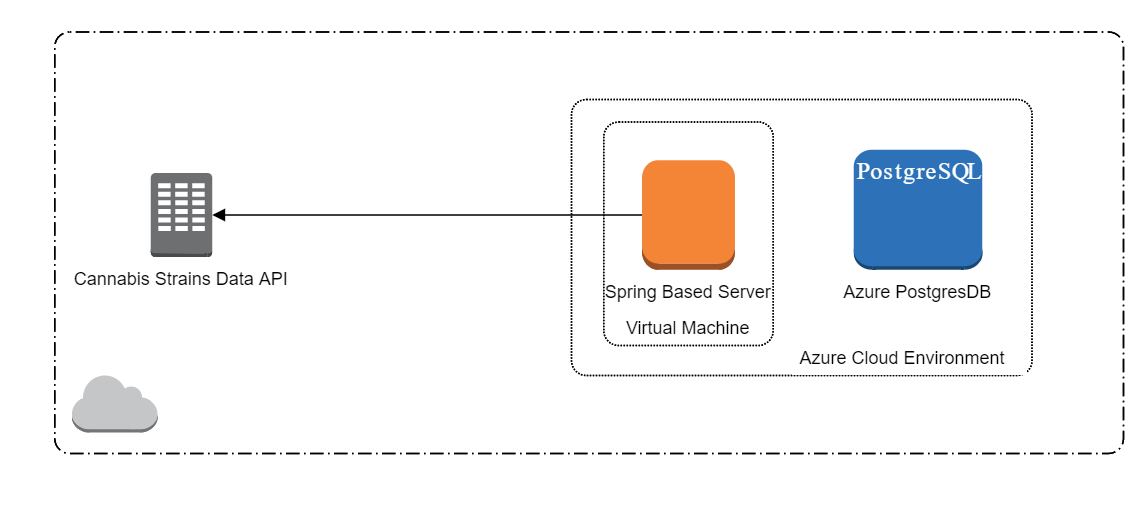 PostgreSQL
Cannabis Strains Data API
Spring Based Server
Azure PostgresDB
Virtual Machine
Azure Cloud Environment